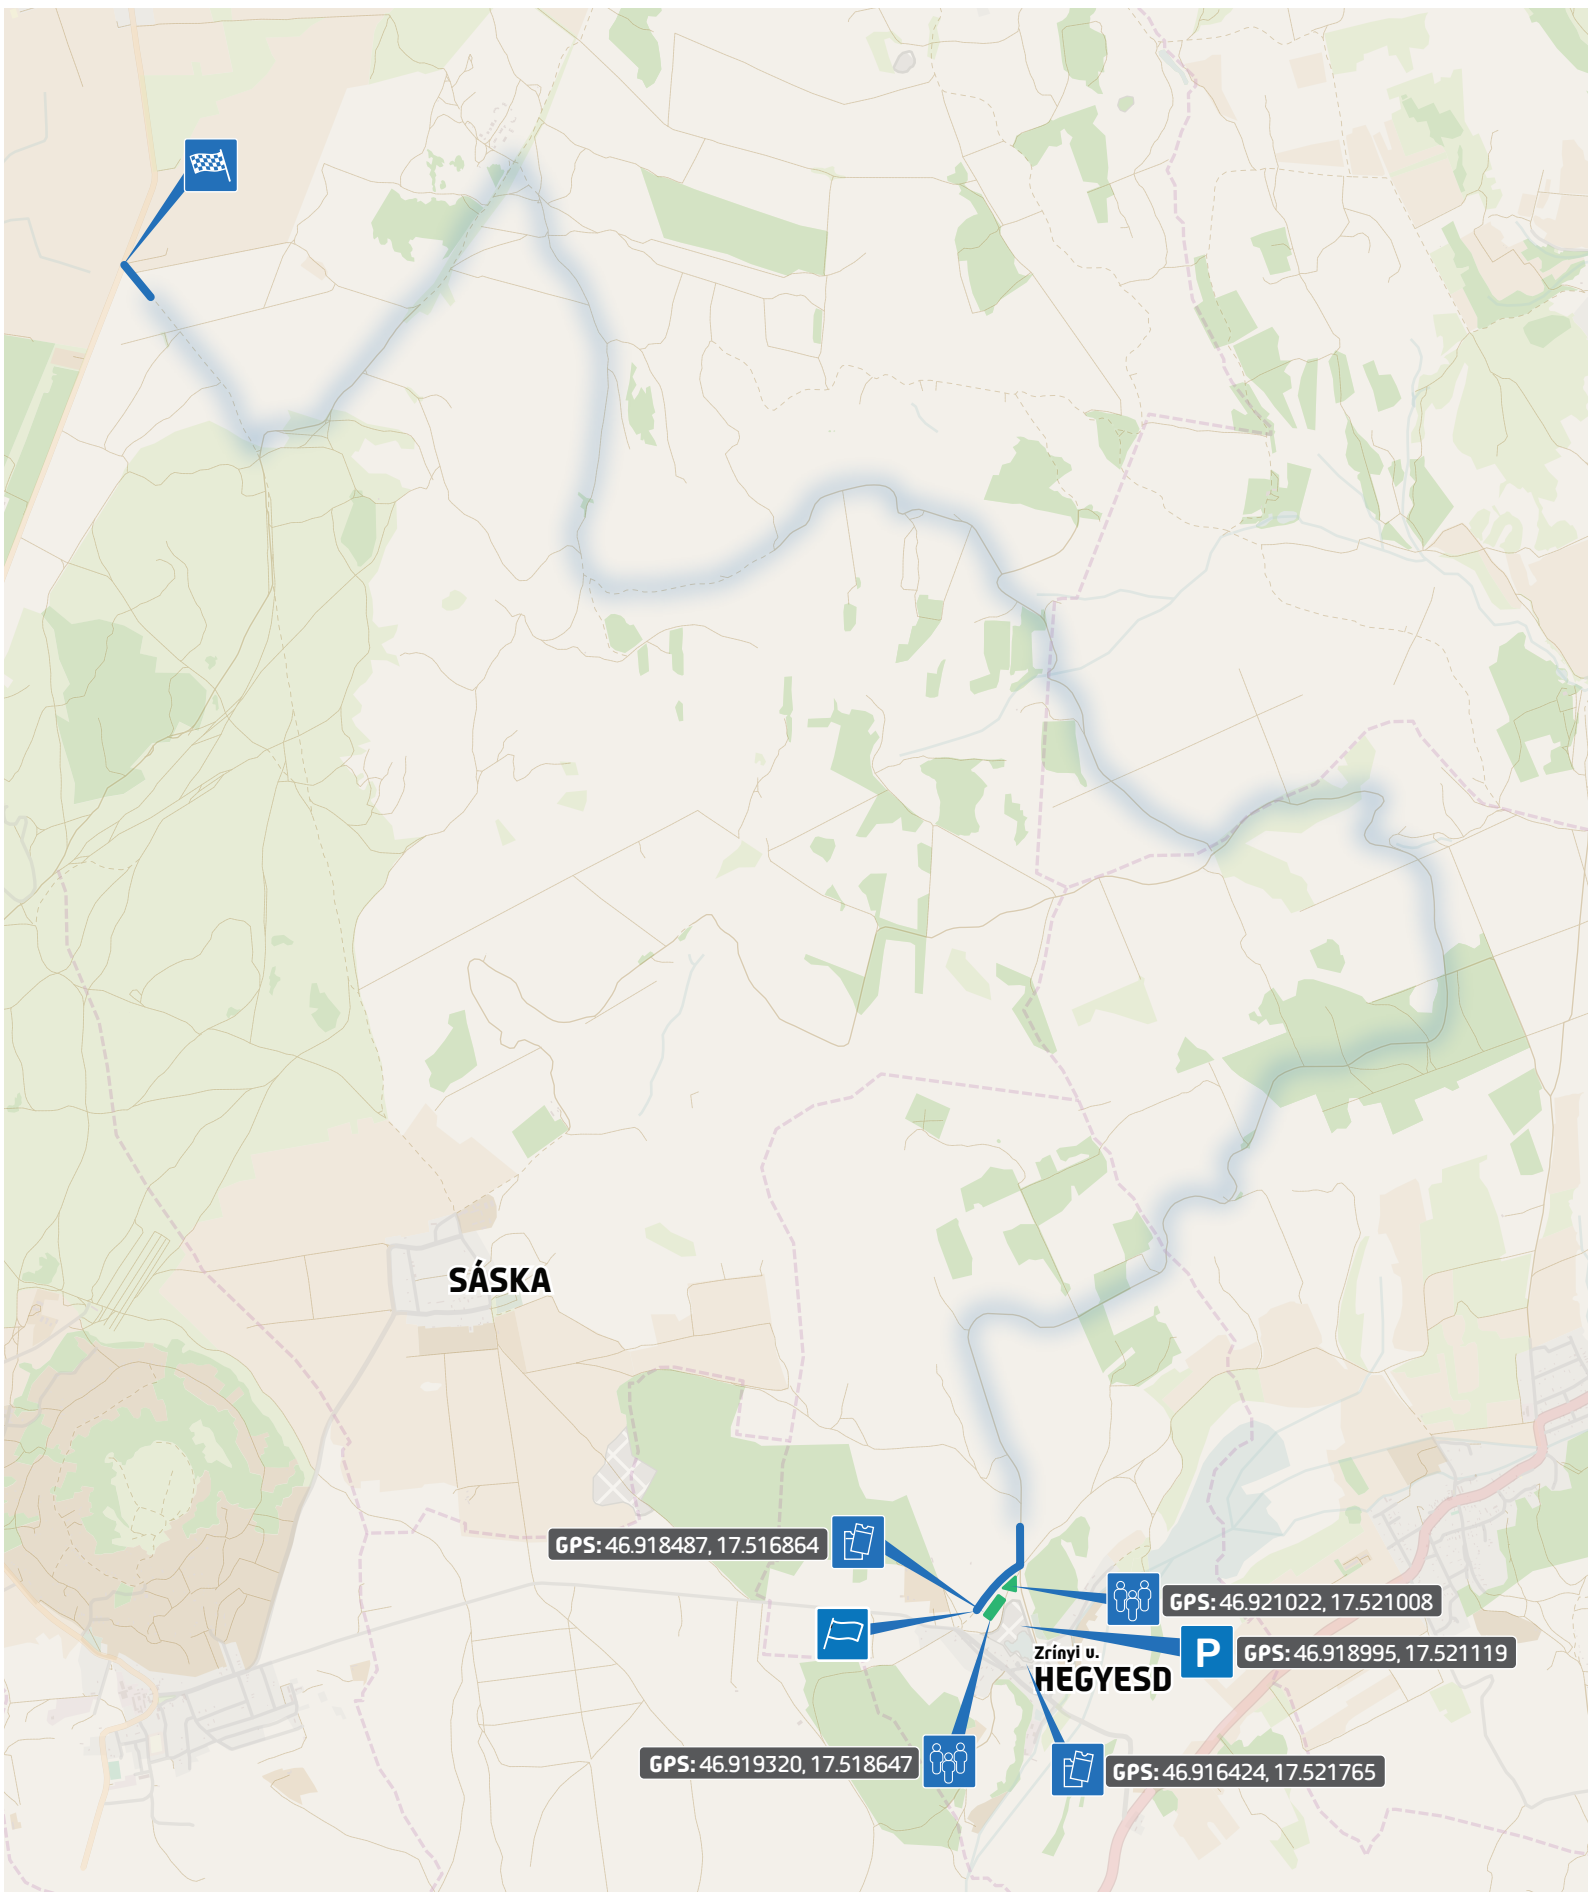 SÁSKA
GPS: 46.918487, 17.516864
GPS: 46.921022, 17.521008
P
GPS: 46.918995, 17.521119
Zrínyi u.
HEGYESD
GPS: 46.919320, 17.518647
GPS: 46.916424, 17.521765